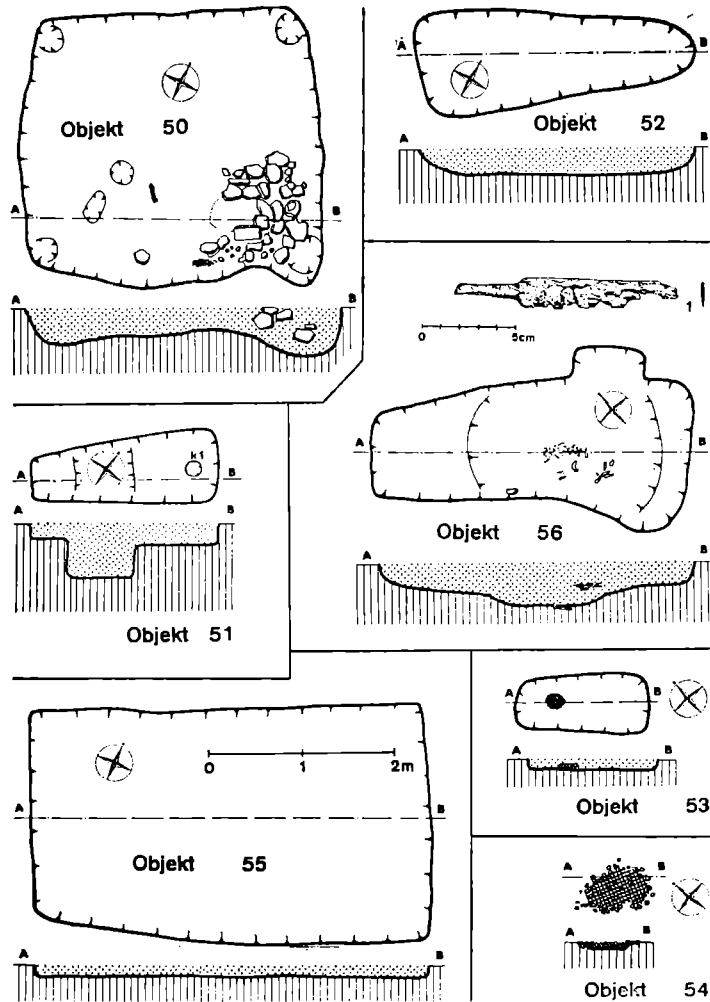 A B
Objekt 50
A B
A B
Objekt 52
A B
1
0 5cm
A B
k1
A B
Objekt 51
A B
Objekt 56
A B
A B
0 1 2m
Objekt 55
A B
A B
A B
Objekt 53
A B
A B
Objekt 54